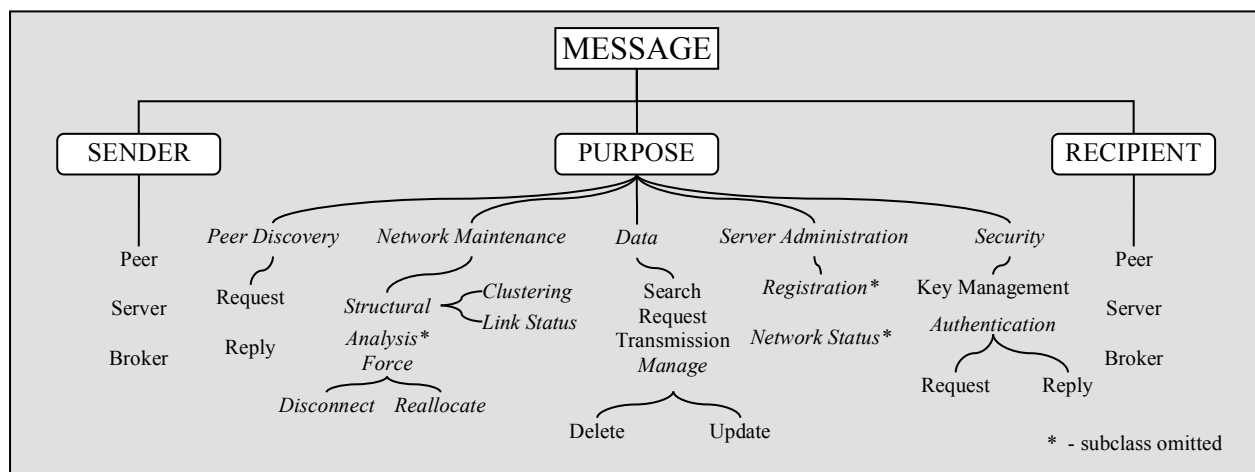 MESSAGE
SENDER
PURPOSE
RECIPIENT
Peer
Server
Broker
Peer Discovery
Request
Reply
Network Maintenance
Structural
Clustering
Link Status
Analysis*
Force
Disconnect
Reallocate
Data
Search
Request
Transmission
Manage
Delete
Update
Server Administration
Registration*
Network Status*
Security
Key Management
Authentication
Request
Reply
Peer
Server
Broker
* - subclass omitted